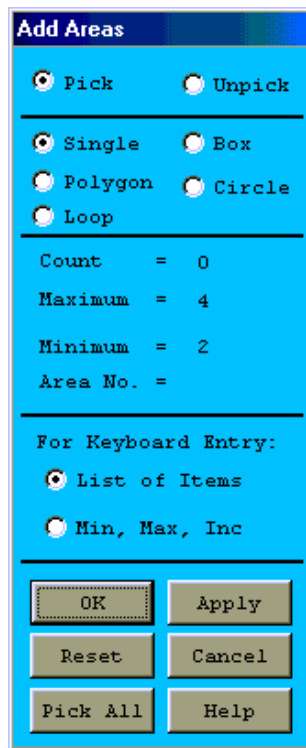 Add Areas
Pick Unpick
Single Box
Polygon Circle
Loop
Count = 0
Maximum = 4
Minimum = 2
Area No. =
For Keyboard Entry:
List of Items
Min, Max, Inc
OK Apply
Reset Cancel
Pick All Help